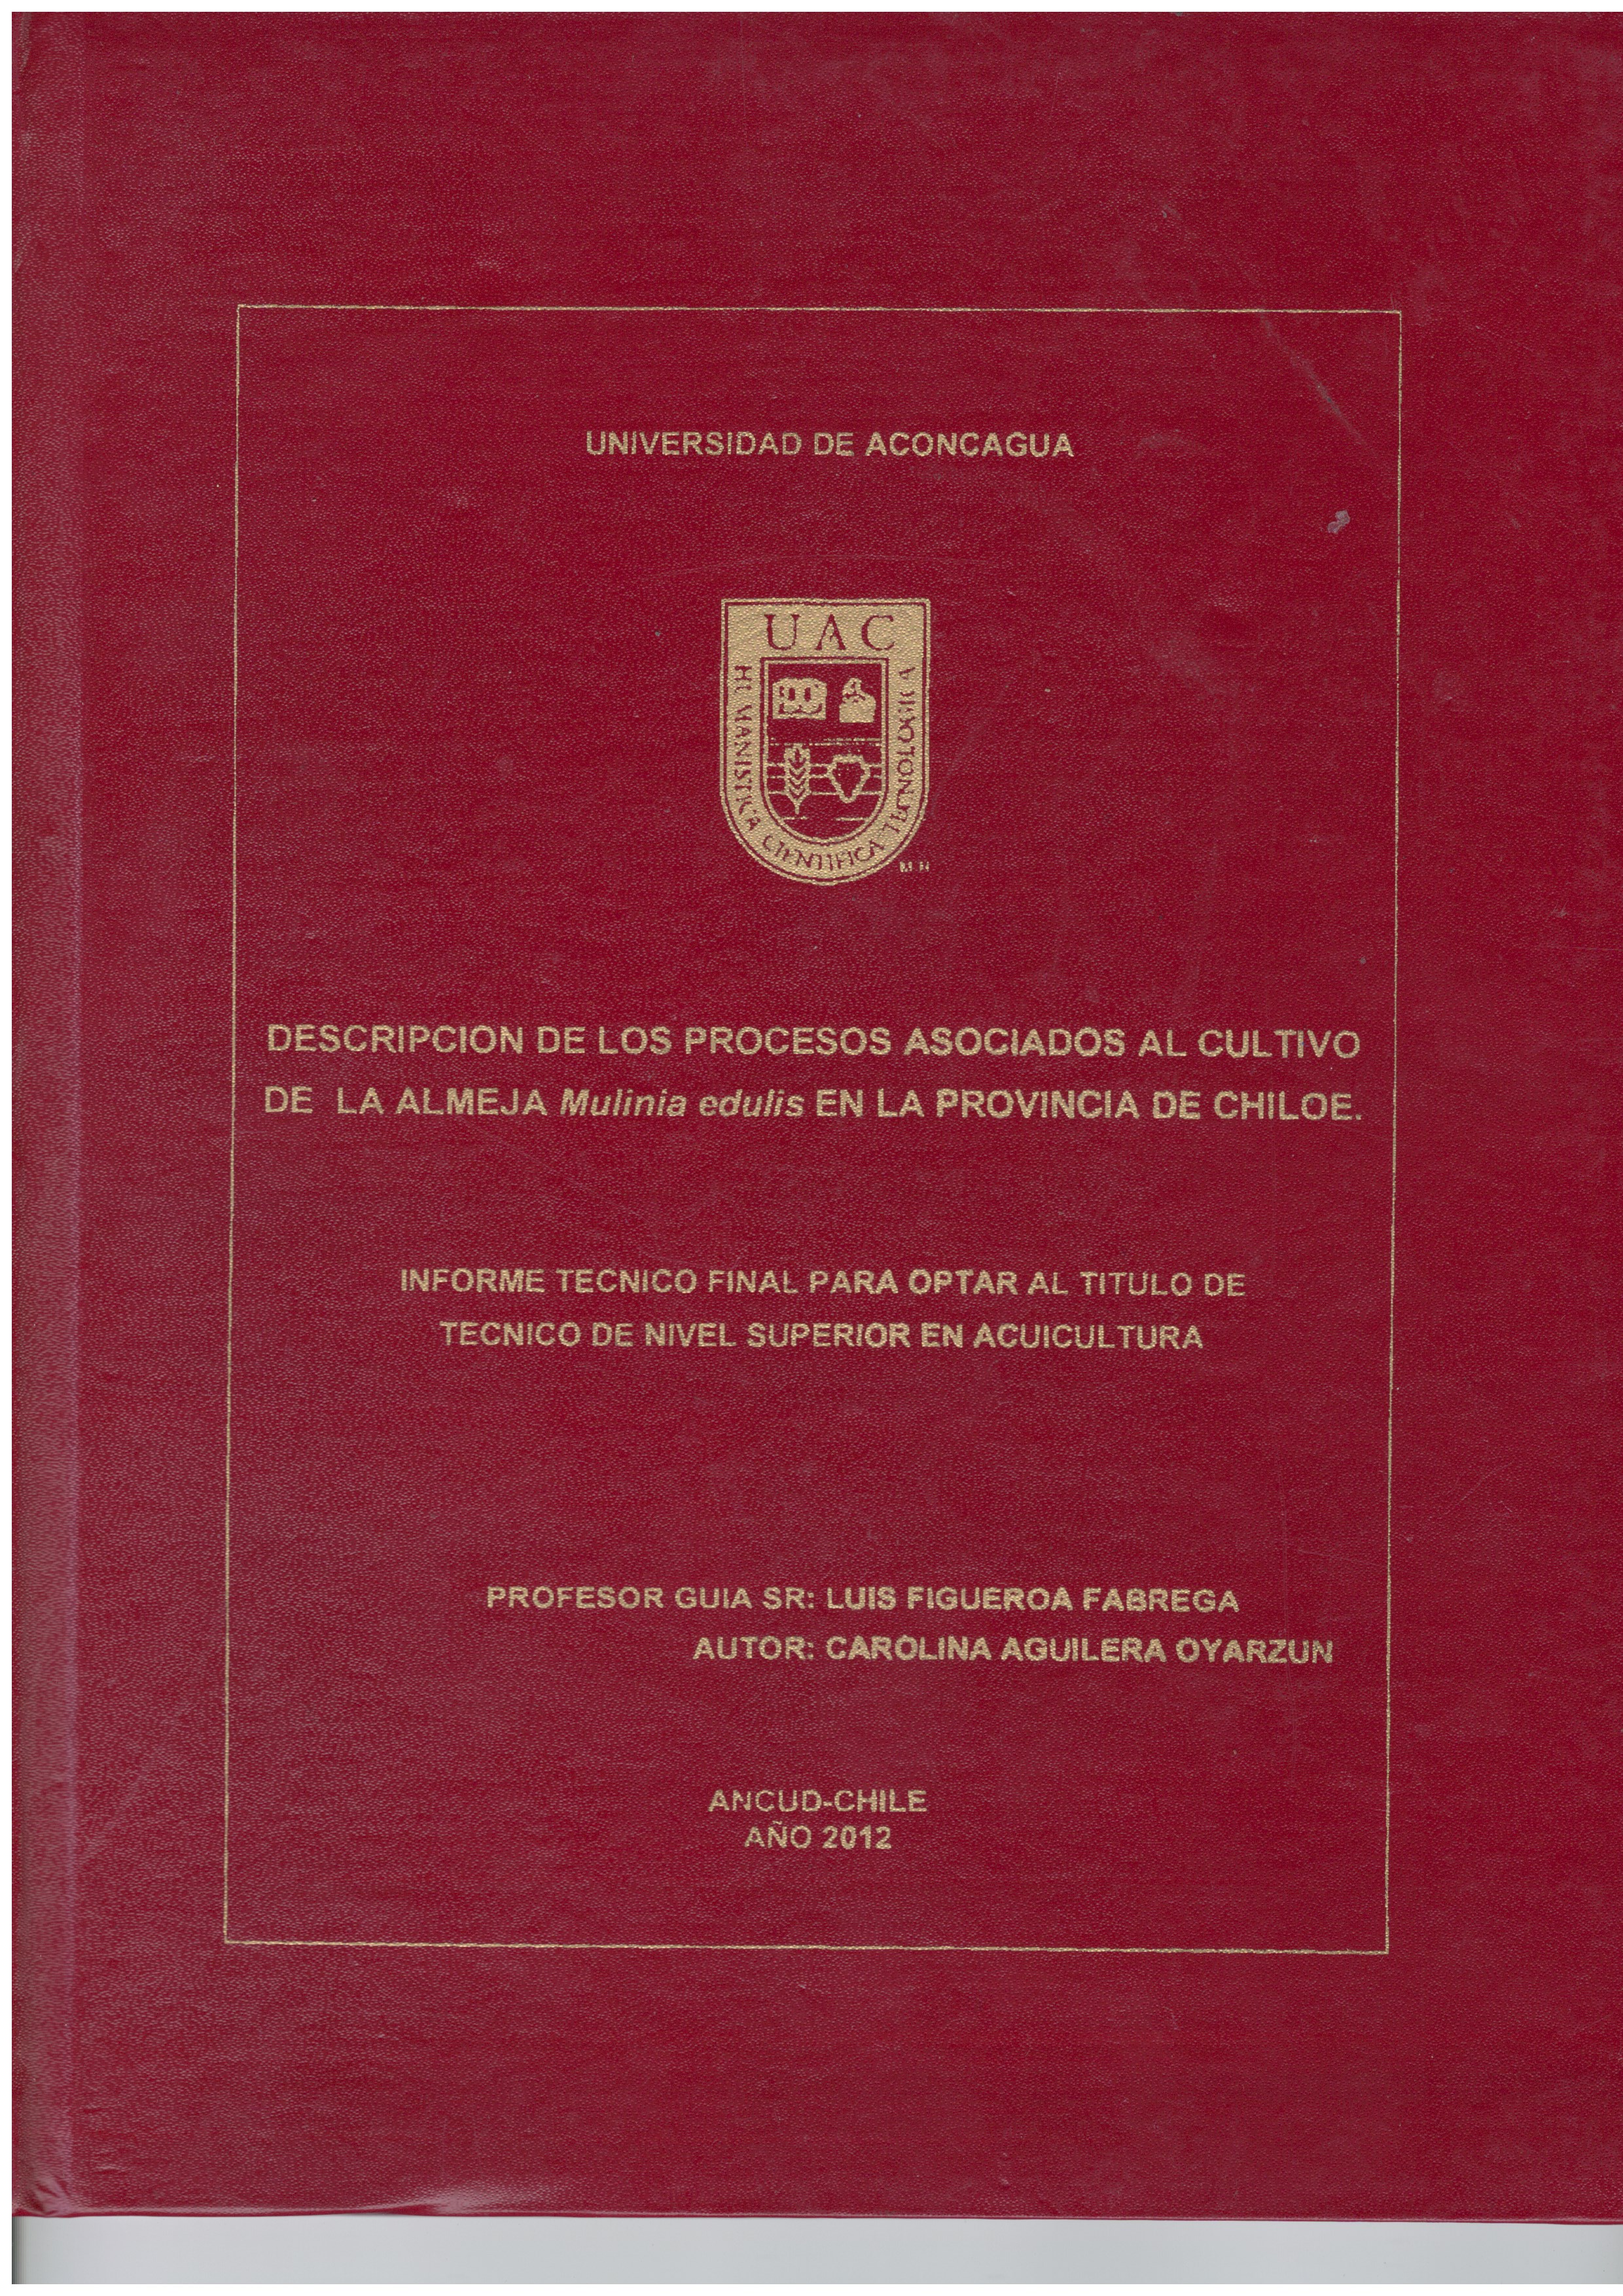 UNIVERSIDAD DE ACONCAGUA
UAC
HUMANISTICA CIENTIFICA TECNOLOGICA
DESCRIPCION DE LOS PROCESOS ASOCIADOS AL CULTIVO
DE LA ALMEJA Mulinia edulis EN LA PROVINCIA DE CHILOE.
INFORME TECNICO FINAL PARA OPTAR AL TITULO DE
TECNICO DE NIVEL SUPERIOR EN ACUICULTURA
PROFESOR GUIA SR: LUIS FIGUEROA FABREGA
AUTOR: CAROLINA AGUILERA OYARZUN
ANCUD-CHILE
AÑO 2012